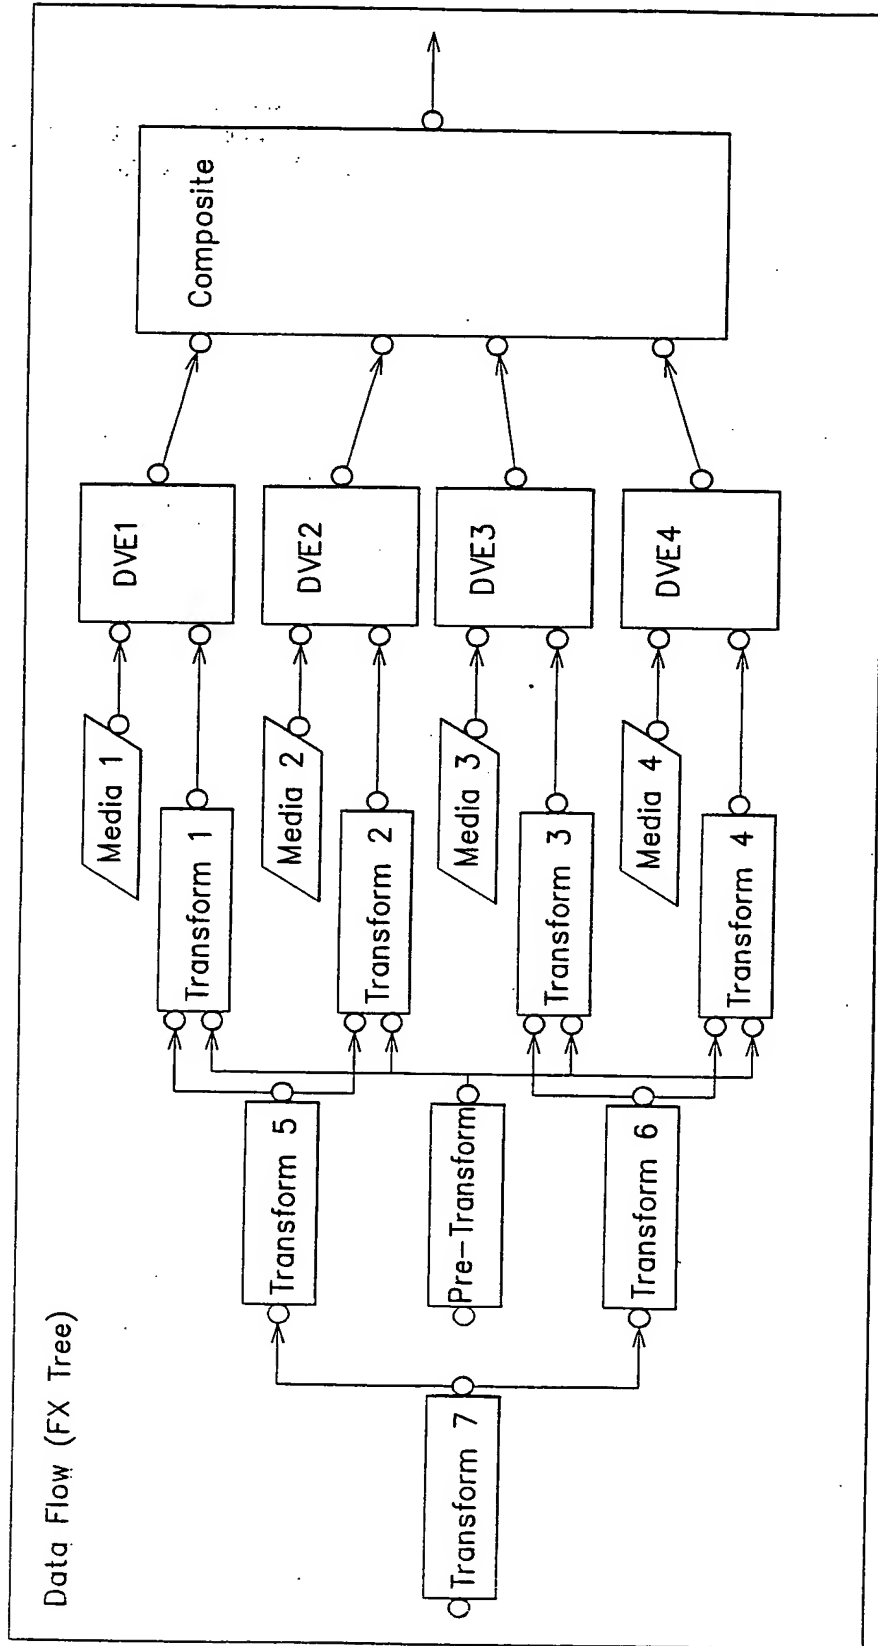 Data Flow (FX Tree)
Transform 7
Transform 5
Pre-Transform
Transform 6
Media 1
Transform 1
Media 2
Transform 2
Media 3
Transform 3
Media 4
Transform 4
DVE1
DVE2
DVE3
DVE4
Composite